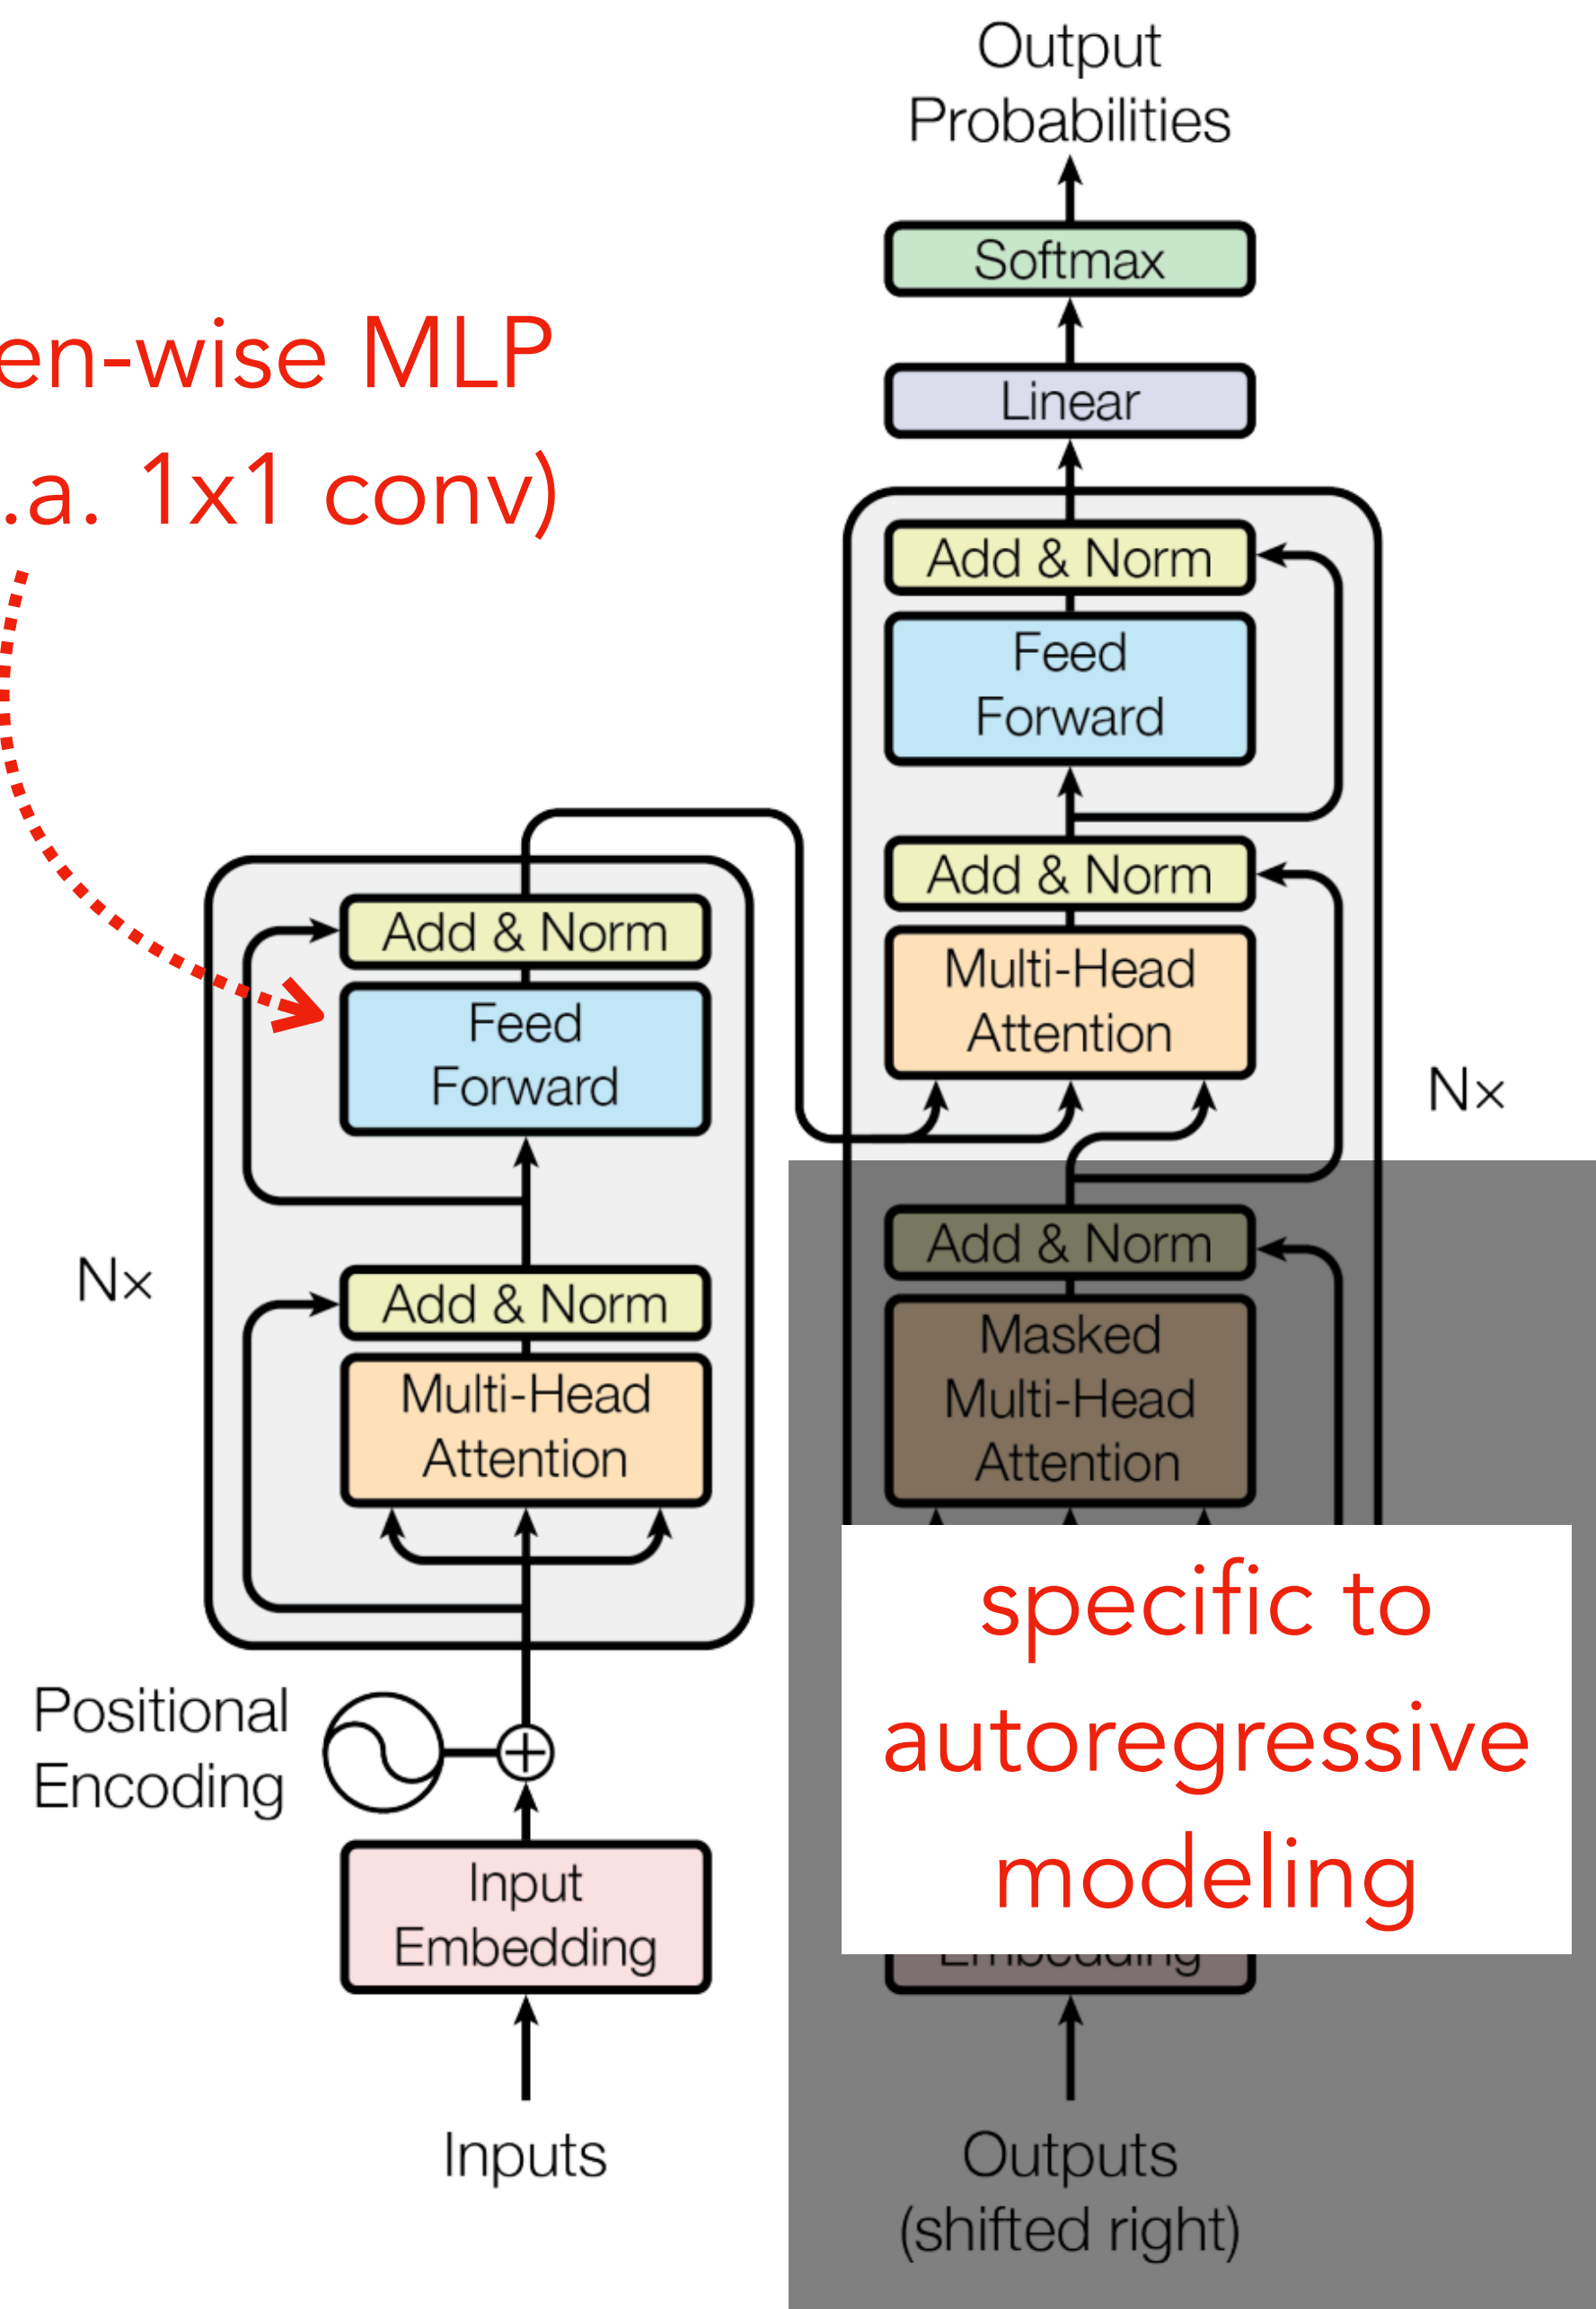 Output
Probabilities
Softmax
Linear
en-wise MLP
.a. 1x1 conv)
Add & Norm
Feed
Forward
Add & Norm
Multi-Head
Attention
N×
Add & Norm
Feed
Forward
Add & Norm
Multi-Head
Attention
N×
Add & Norm
Masked
Multi-Head
Attention
specific to
autoregressive
modeling
Positional
Encoding
Input
Embedding
Embedding
Inputs
Outputs
(shifted right)